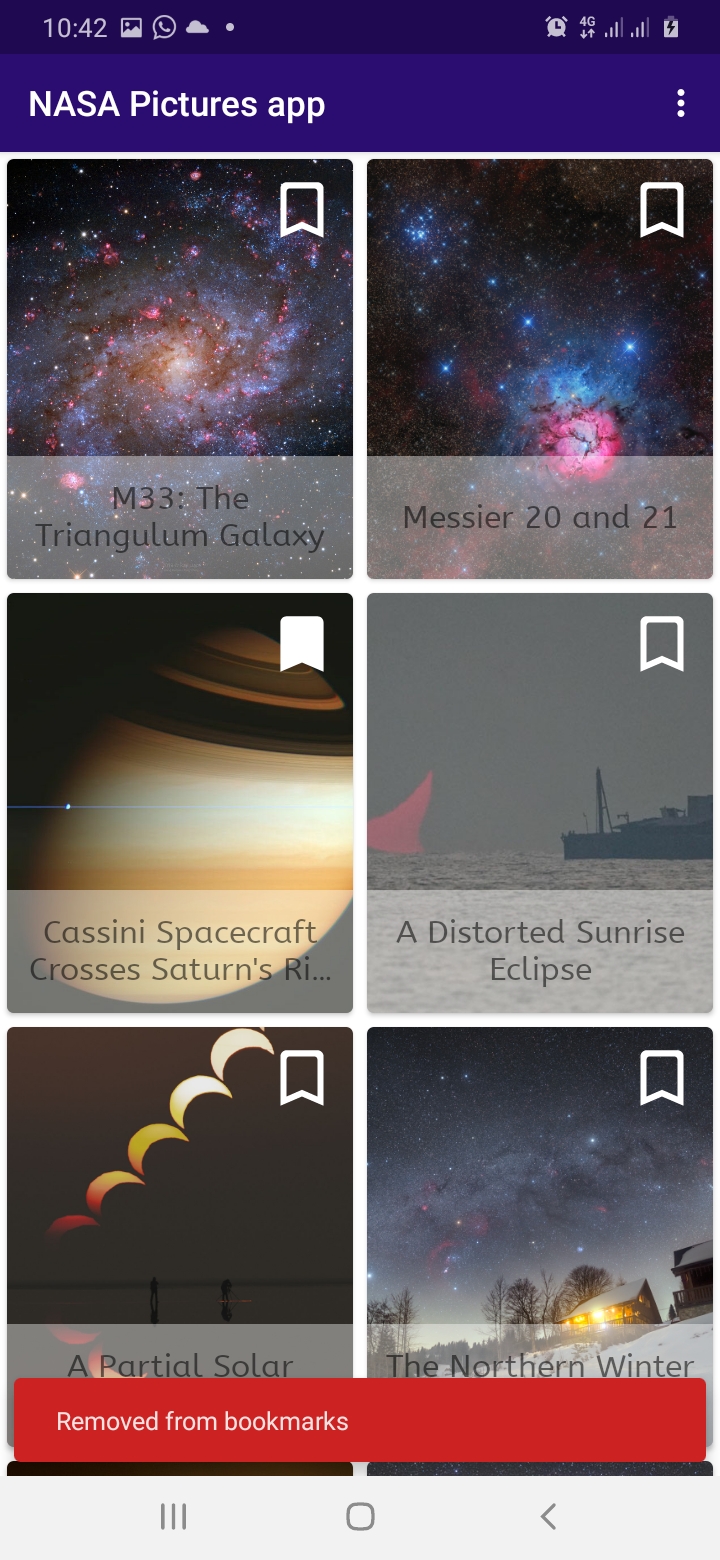 10:42
4G
NASA Pictures app
M33: The
Triangulum Galaxy
Messier 20 and 21
Cassini Spacecraft
Crosses Saturn's Ri...
A Distorted Sunrise
Eclipse
A Partial Solar
The Northern Winter
Removed from bookmarks